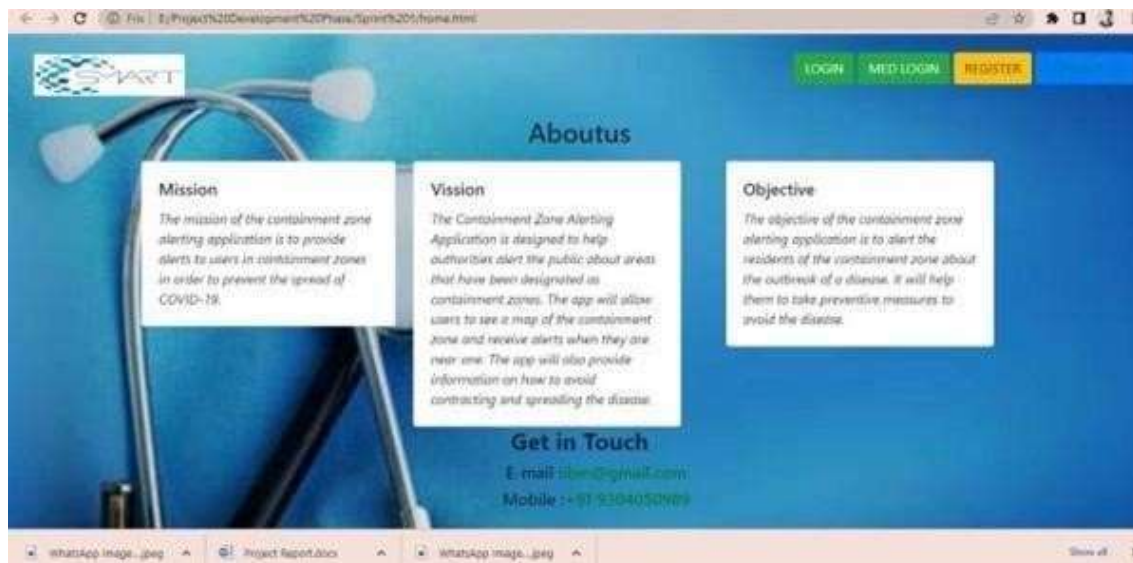 File | E:/Project%20Development%20Phase/Sprint%201/home.html
SMART
LOGIN MED LOGIN REGISTER
Aboutus
Mission
The mission of the containment zone
alerting application is to provide
alerts to users in containment zones
in order to prevent the spread of
COVID-19.
Vission
The Containment Zone Alerting
Application is designed to help
authorities alert the public about areas
that have been designated as
containment zones. The app will allow
users to see a map of the containment
zone and receive alerts when they are
near one. The app will also provide
information on how to avoid
contracting and spreading the disease.
Objective
The objective of the containment zone
alerting application is to alert the
residents of the containment zone about
the outbreak of a disease. It will help
them to take preventive measures to
avoid the disease.
Get in Touch
E-mail
Mobile :+91 9304050989
WhatsApp Image...jpeg Project Report.docx WhatsApp Image...jpeg Show all